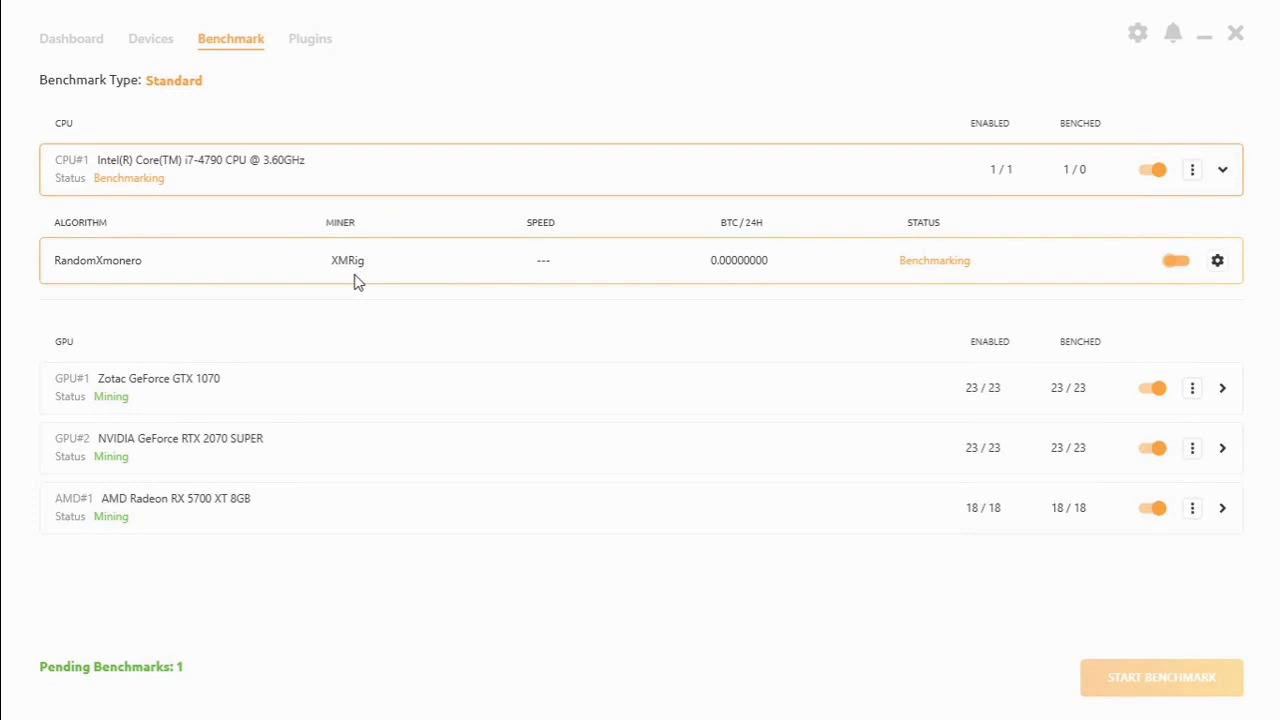 Dashboard Devices Benchmark Plugins
Benchmark Type: Standard
CPU ENABLED BENCHED
CPU#1 Intel(R) Core(TM) i7-4790 CPU @ 3.60GHz
Status Benchmarking 1 / 1 1 / 0
ALGORITHM MINER SPEED BTC / 24H STATUS
RandomXmonero XMRig --- 0.00000000 Benchmarking
GPU ENABLED BENCHED
GPU#1 Zotac GeForce GTX 1070
Status Mining 23 / 23 23 / 23
GPU#2 NVIDIA GeForce RTX 2070 SUPER
Status Mining 23 / 23 23 / 23
AMD#1 AMD Radeon RX 5700 XT 8GB
Status Mining 18 / 18 18 / 18
Pending Benchmarks: 1
START BENCHMARK